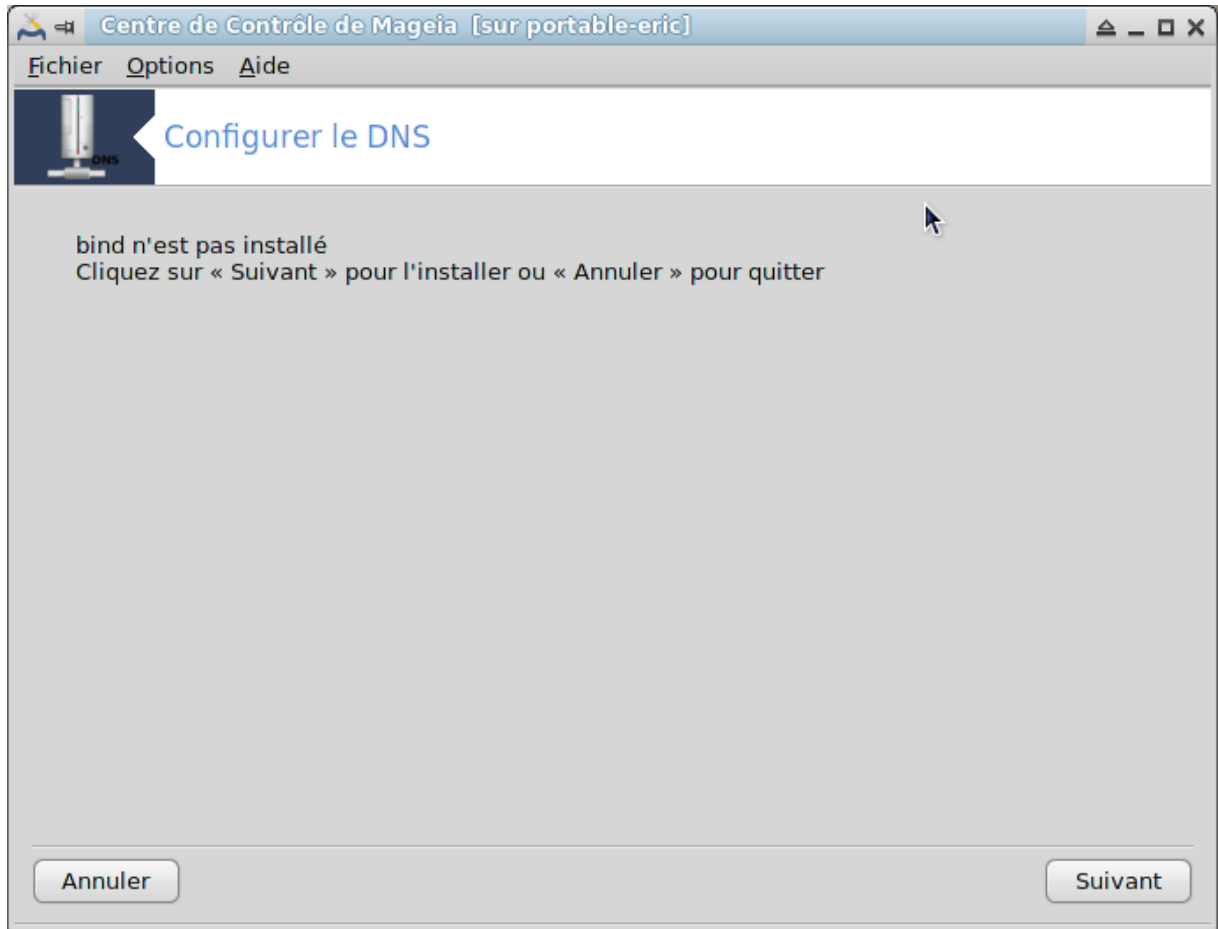 Centre de Contrôle de Mageia [sur portable-eric]
Fichier Options Aide
DNS
Configurer le DNS
bind n'est pas installé
Cliquez sur « Suivant » pour l'installer ou « Annuler » pour quitter
Annuler Suivant